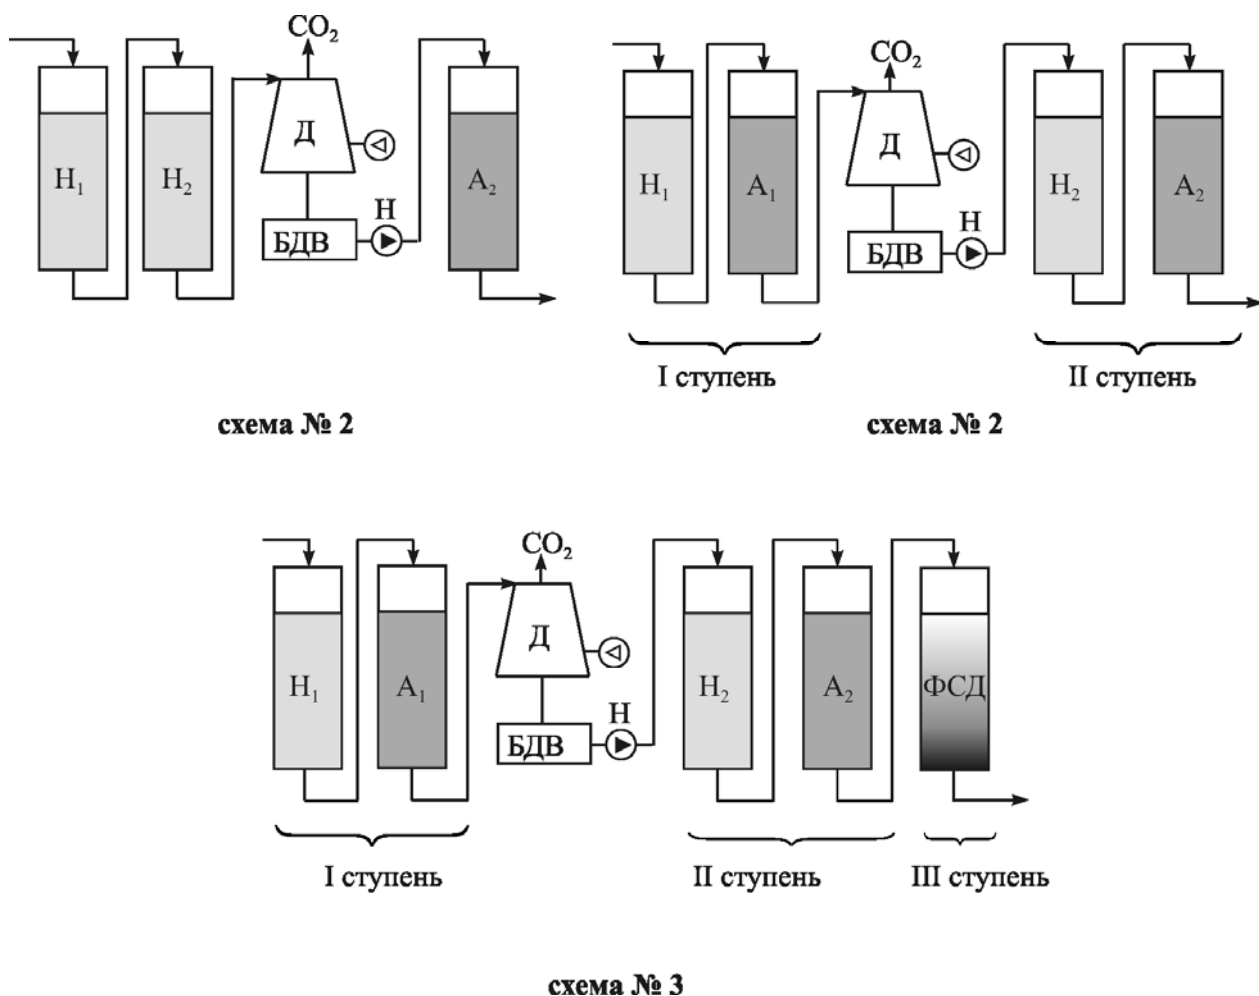 CO₂
Д
H₁
H₂
БДВ
Н
A₂
схема № 2
CO₂
Д
H₁
A₁
БДВ
Н
H₂
A₂
I ступень
II ступень
схема № 2
CO₂
Д
H₁
A₁
БДВ
Н
H₂
A₂
ФСД
I ступень
II ступень
III ступень
схема № 3